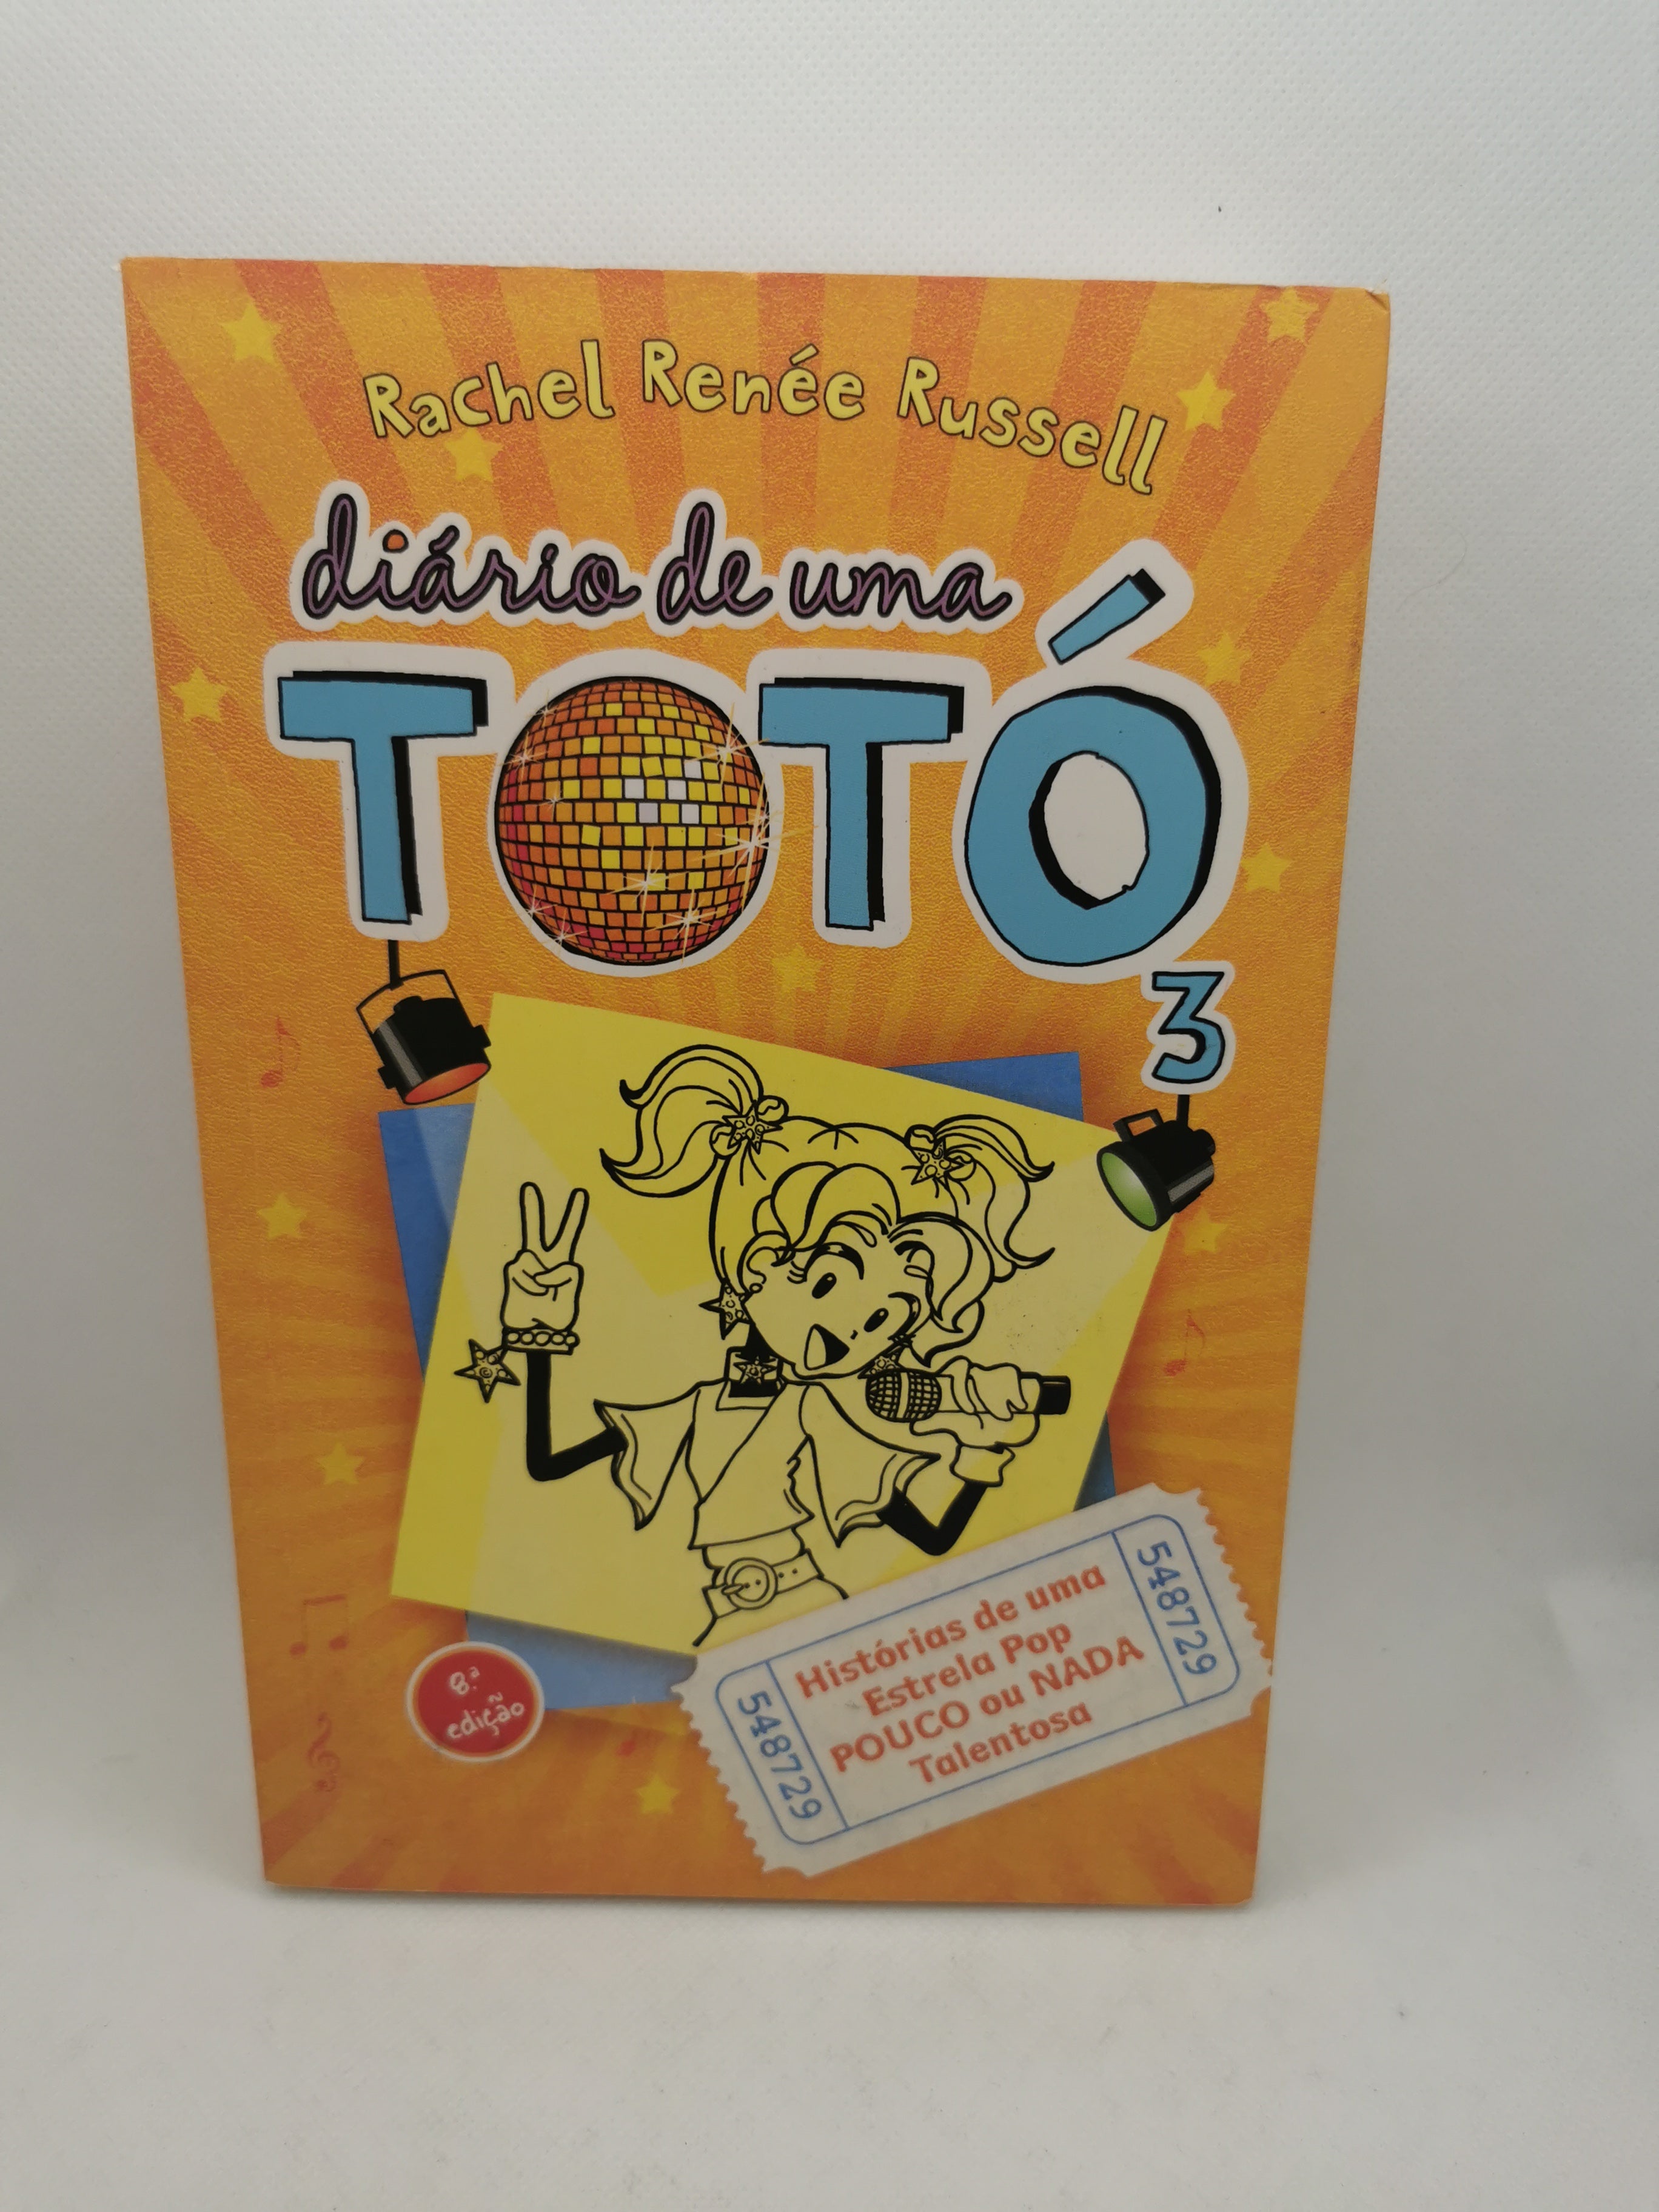 Rachel Renée Russell
diário de uma
TOTÓ
3
Histórias de uma
Estrela Pop
POUCO ou NADA
Talentosa
548729
548729
8.ª
edição